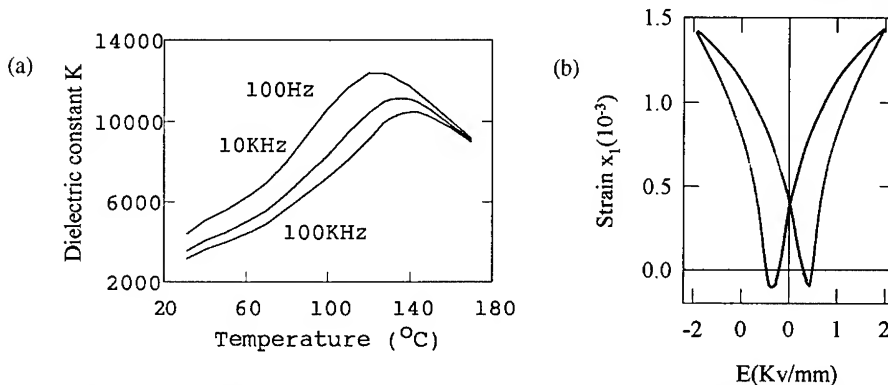 (a)
Dielectric constant K
14000
10000
6000
2000
100Hz
10KHz
100KHz
20
60
100
140
180
Temperature (°C)
(b)
Strain x₁(10⁻³)
1.5
1.0
0.5
0.0
-2
0
0
1
2
E(Kv/mm)